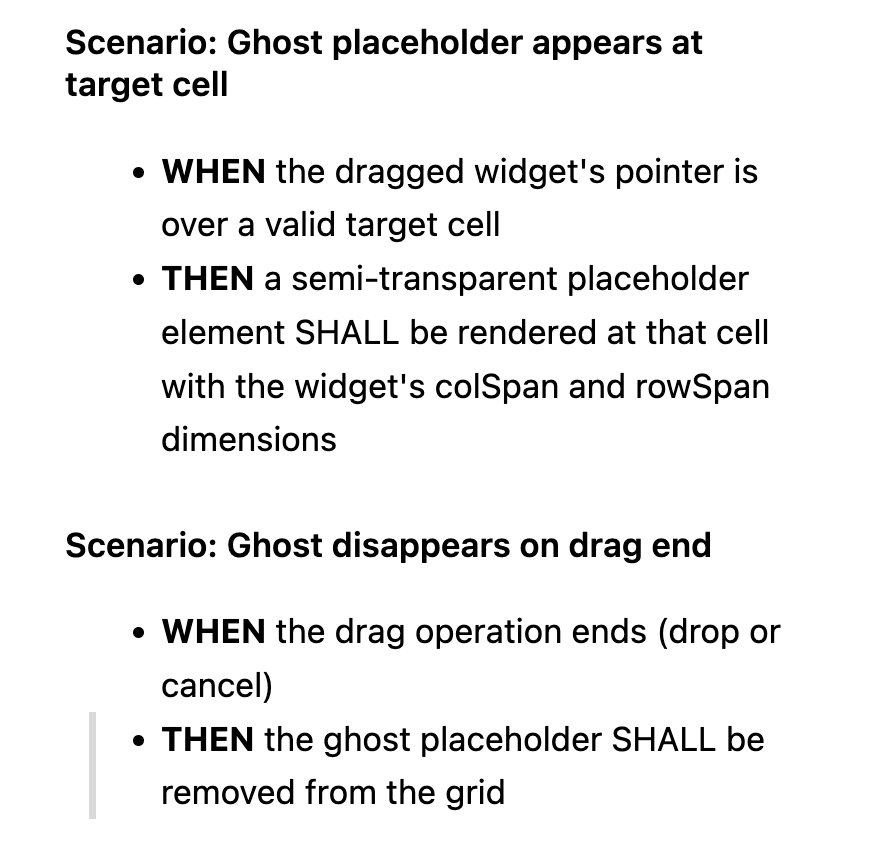 Scenario: Ghost placeholder appears at
target cell
• WHEN the dragged widget's pointer is
over a valid target cell
• THEN a semi-transparent placeholder
element SHALL be rendered at that cell
with the widget's colSpan and rowSpan
dimensions
Scenario: Ghost disappears on drag end
• WHEN the drag operation ends (drop or
cancel)
• THEN the ghost placeholder SHALL be
removed from the grid